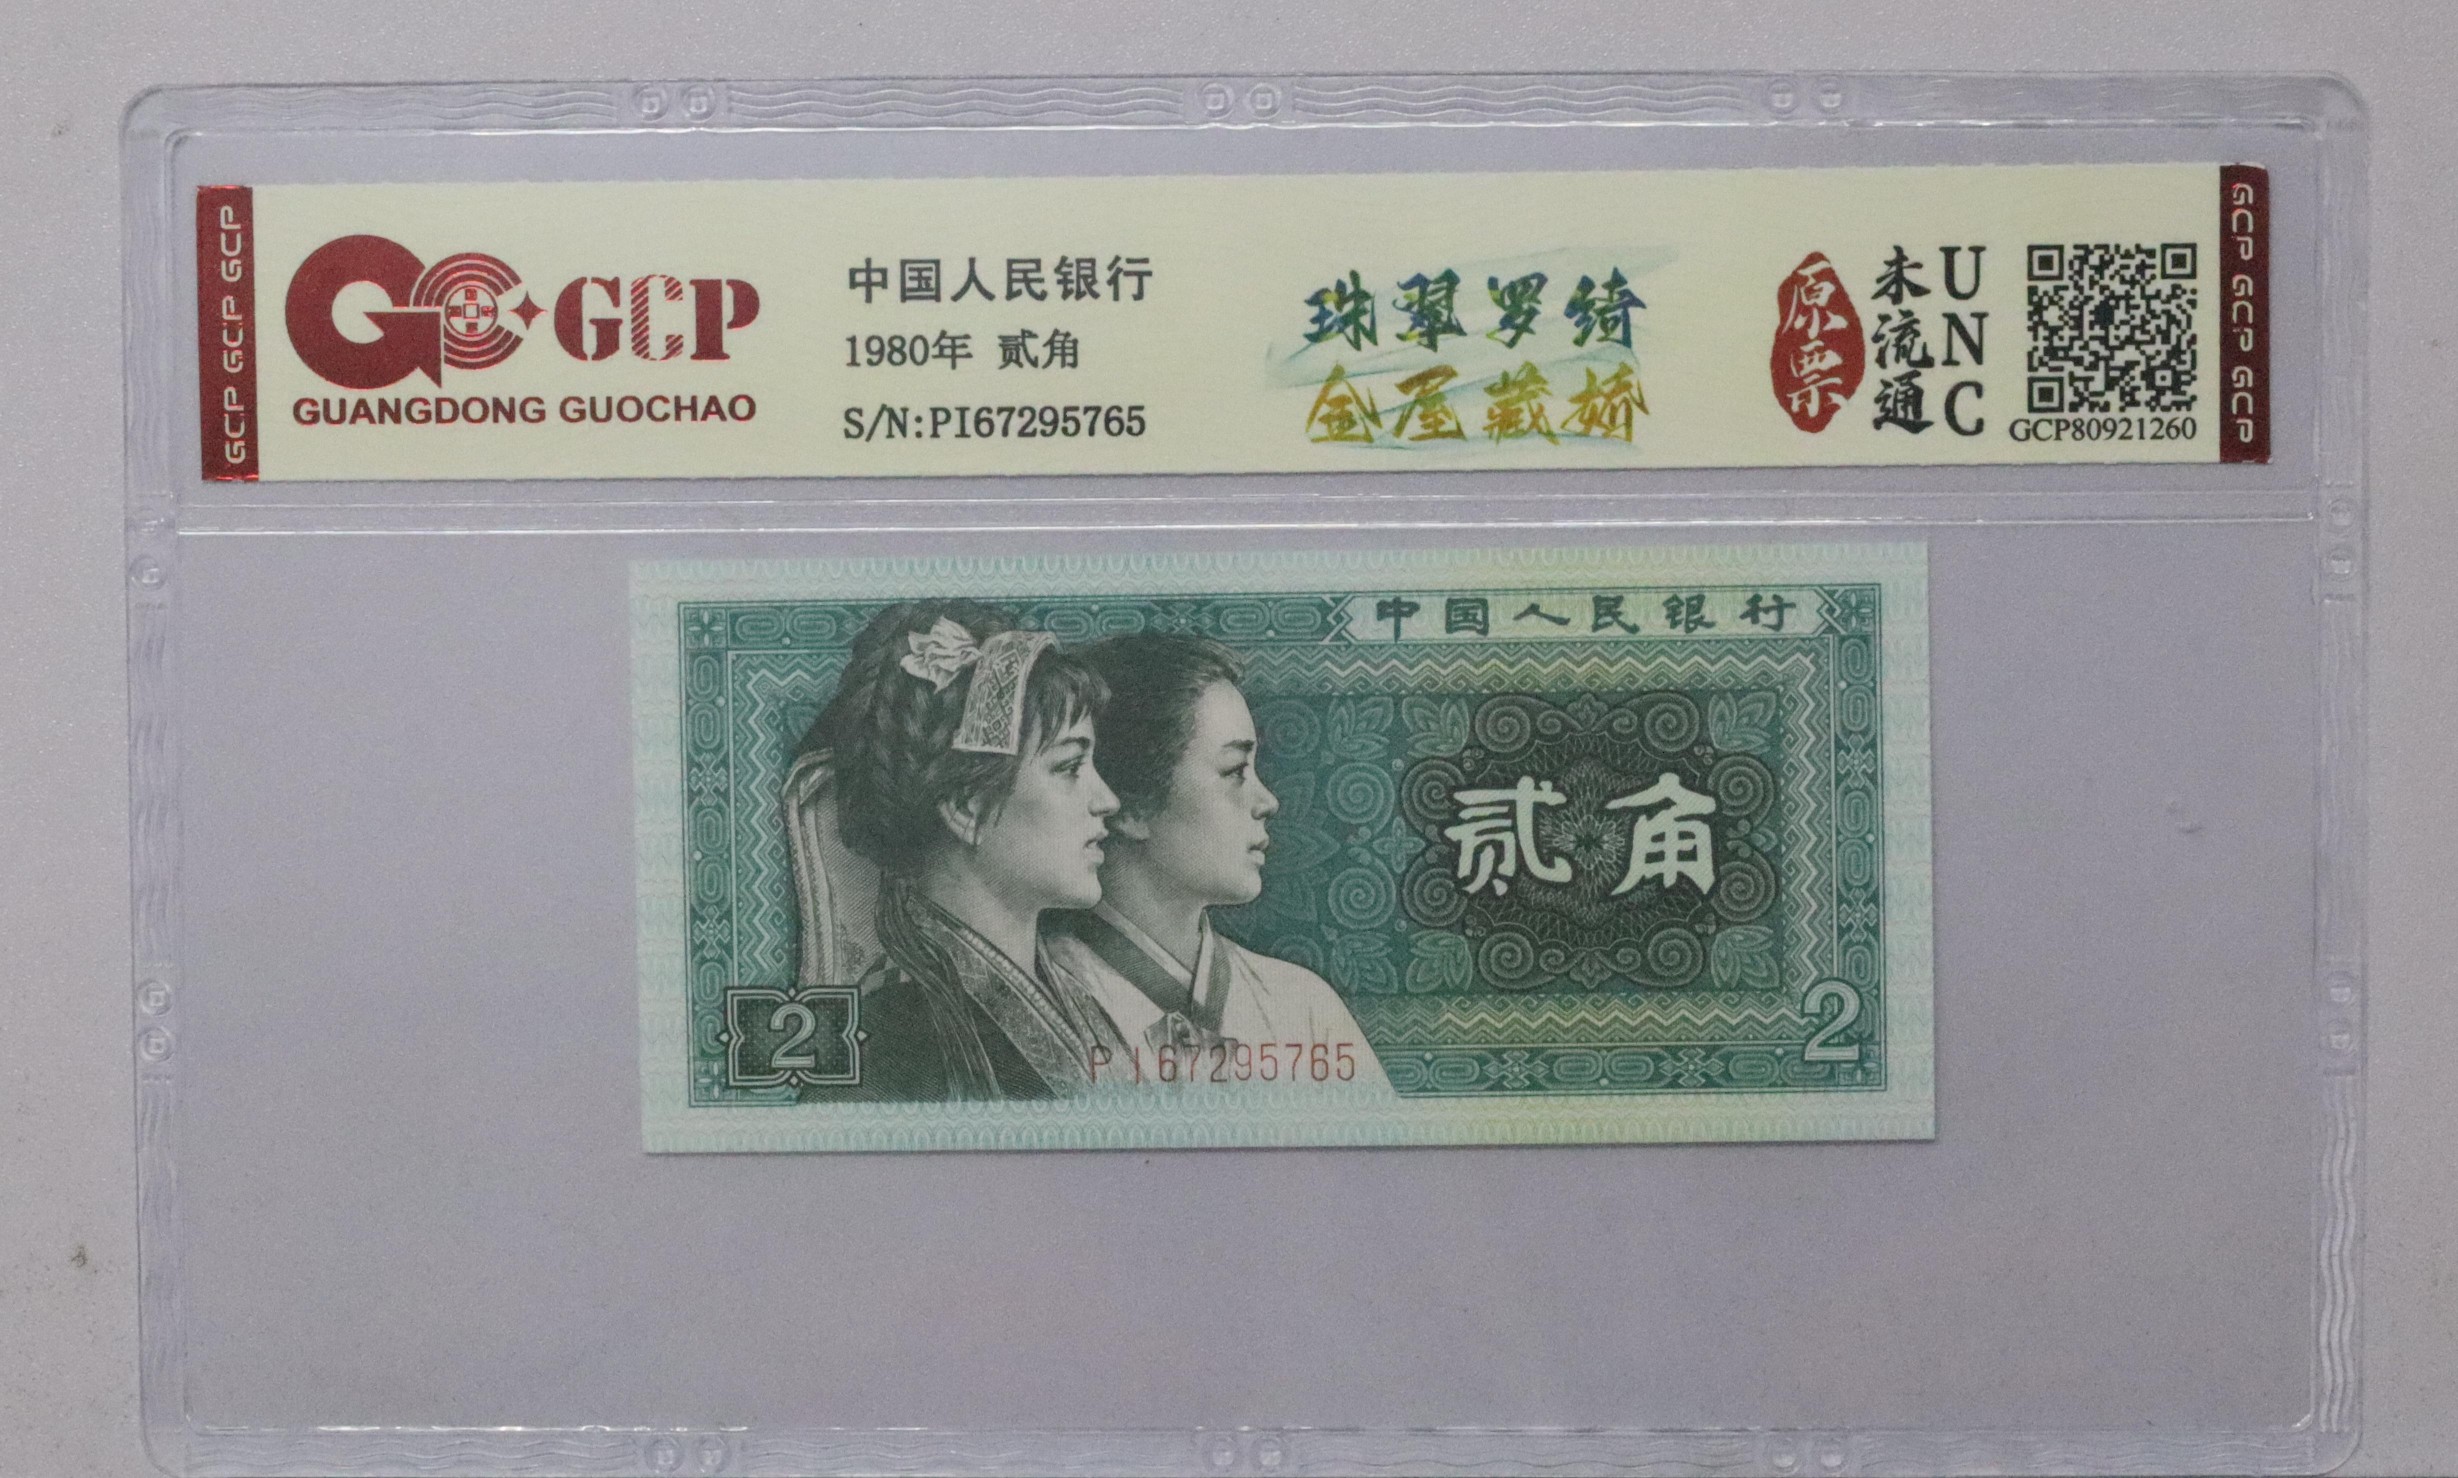 GCP GCP GCP
GCP
GUANGDONG GUOCHAO
中国人民银行
1980年 贰角
S/N:PI67295765
珠翠罗绮
金屋藏娇
原票
未流通
UNC
GCP80921260
GCP GCP GCP
中国人民银行
贰角
2
2
PI67295765